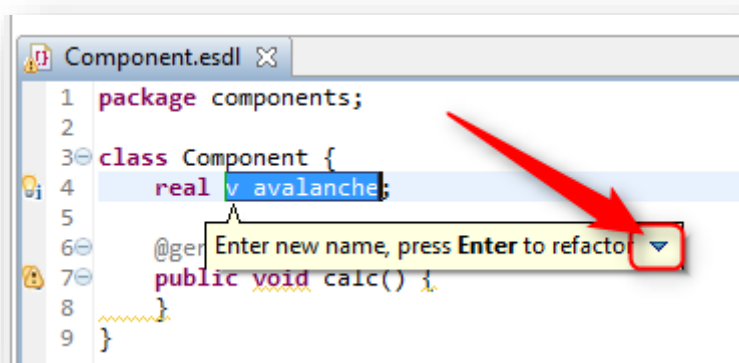 Component.esdl
1 package components;
2
3 class Component {
4 real v avalanche;
5
Enter new name, press Enter to refactor
6 @ger
7 public void calc() {
8 }
9 }